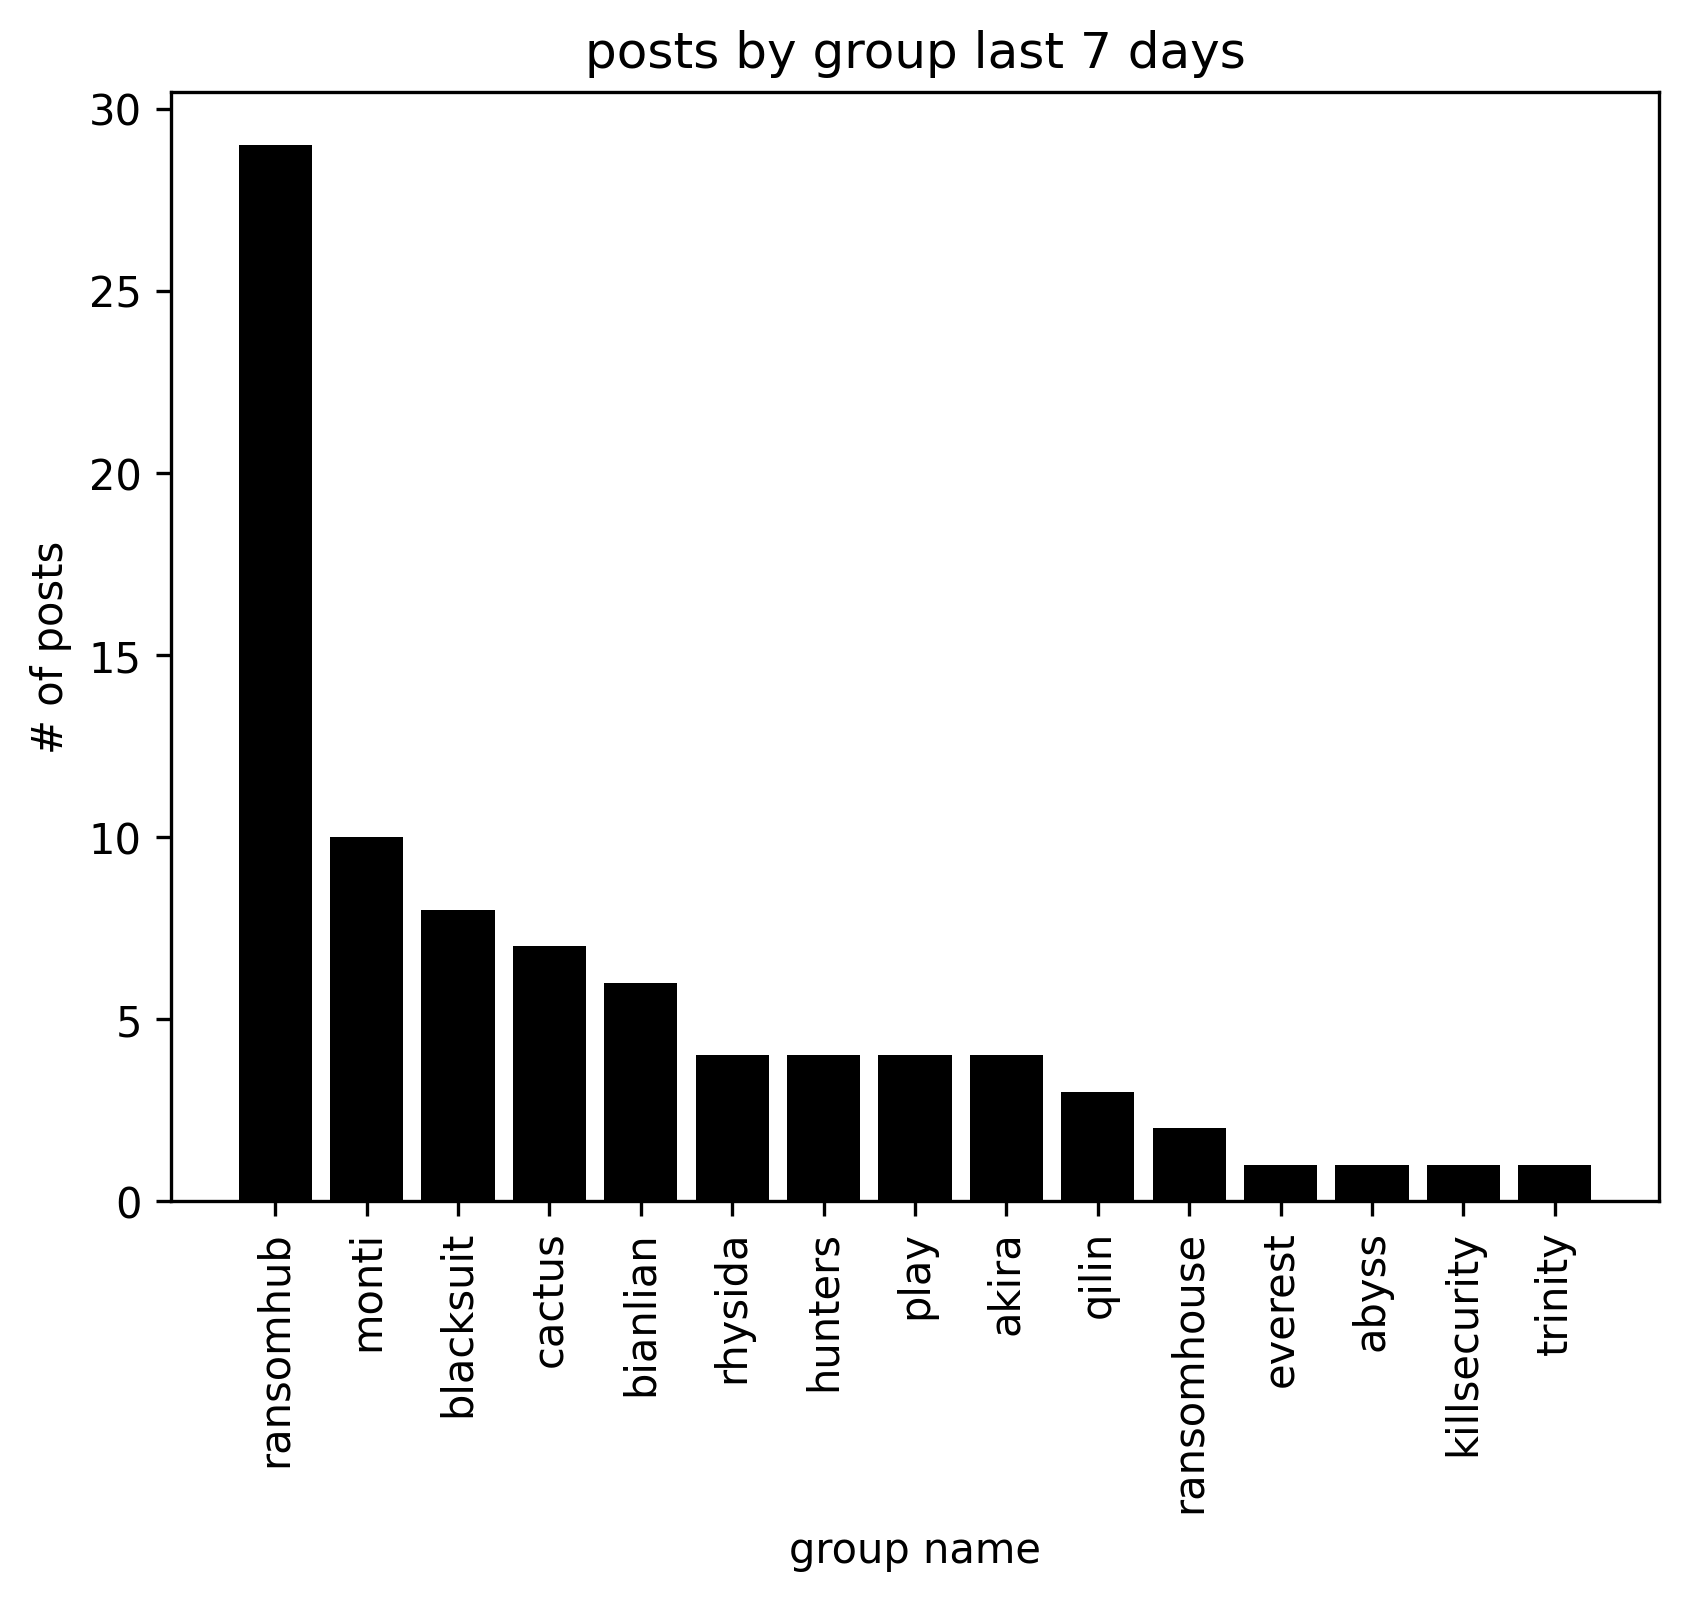 posts by group last 7 days
# of posts
30
25
20
15
10
5
0
ransomhub
monti
blacksuit
cactus
bianlian
rhysida
hunters
play
akira
qilin
ransomhouse
everest
abyss
killsecurity
trinity
group name